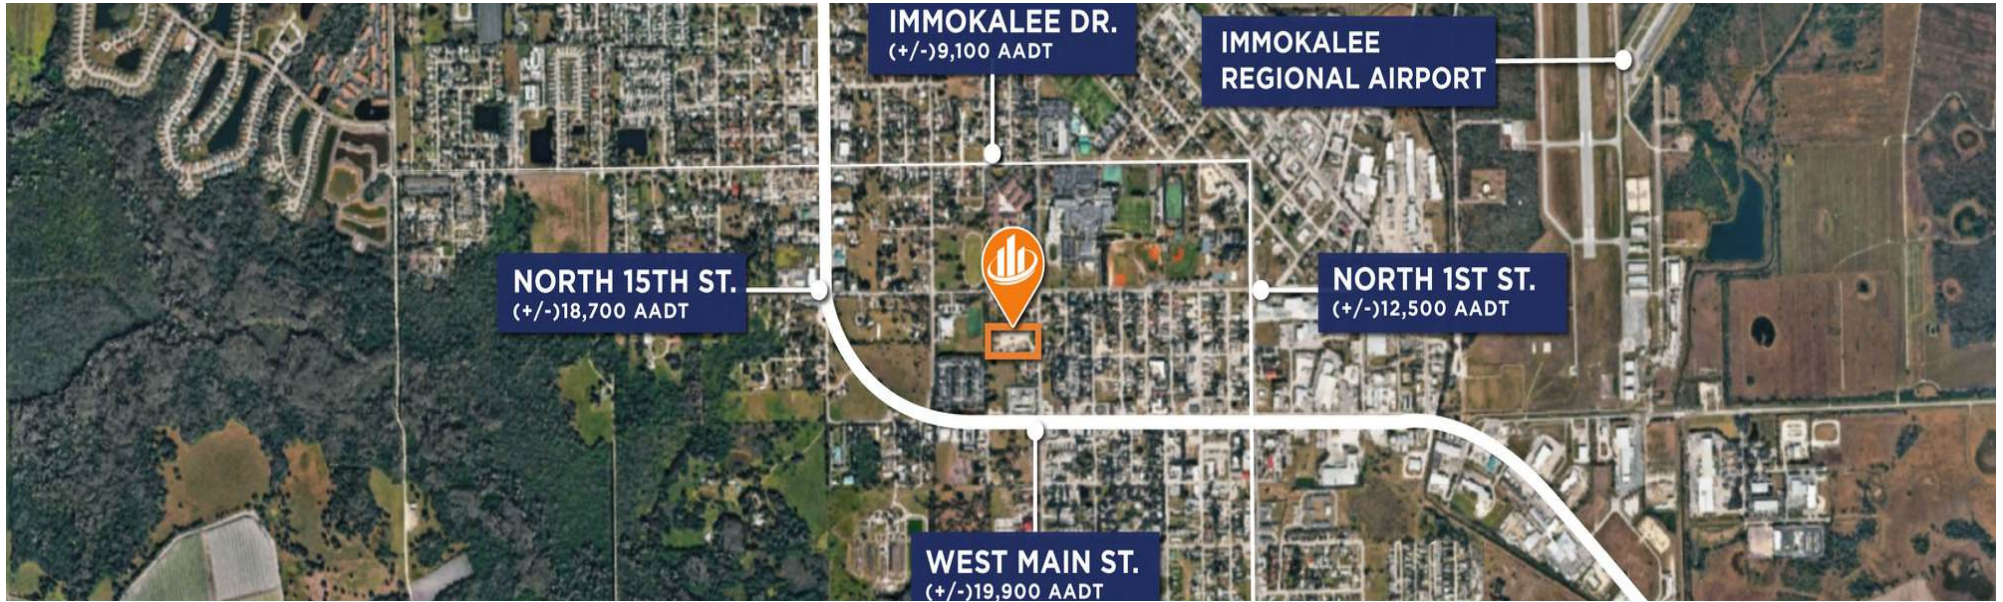 IMMOKALEE DR.
(+/-)9,100 AADT
IMMOKALEE
REGIONAL AIRPORT
NORTH 15TH ST.
(+/-)18,700 AADT
NORTH 1ST ST.
(+/-)12,500 AADT
WEST MAIN ST.
(+/-)19,900 AADT